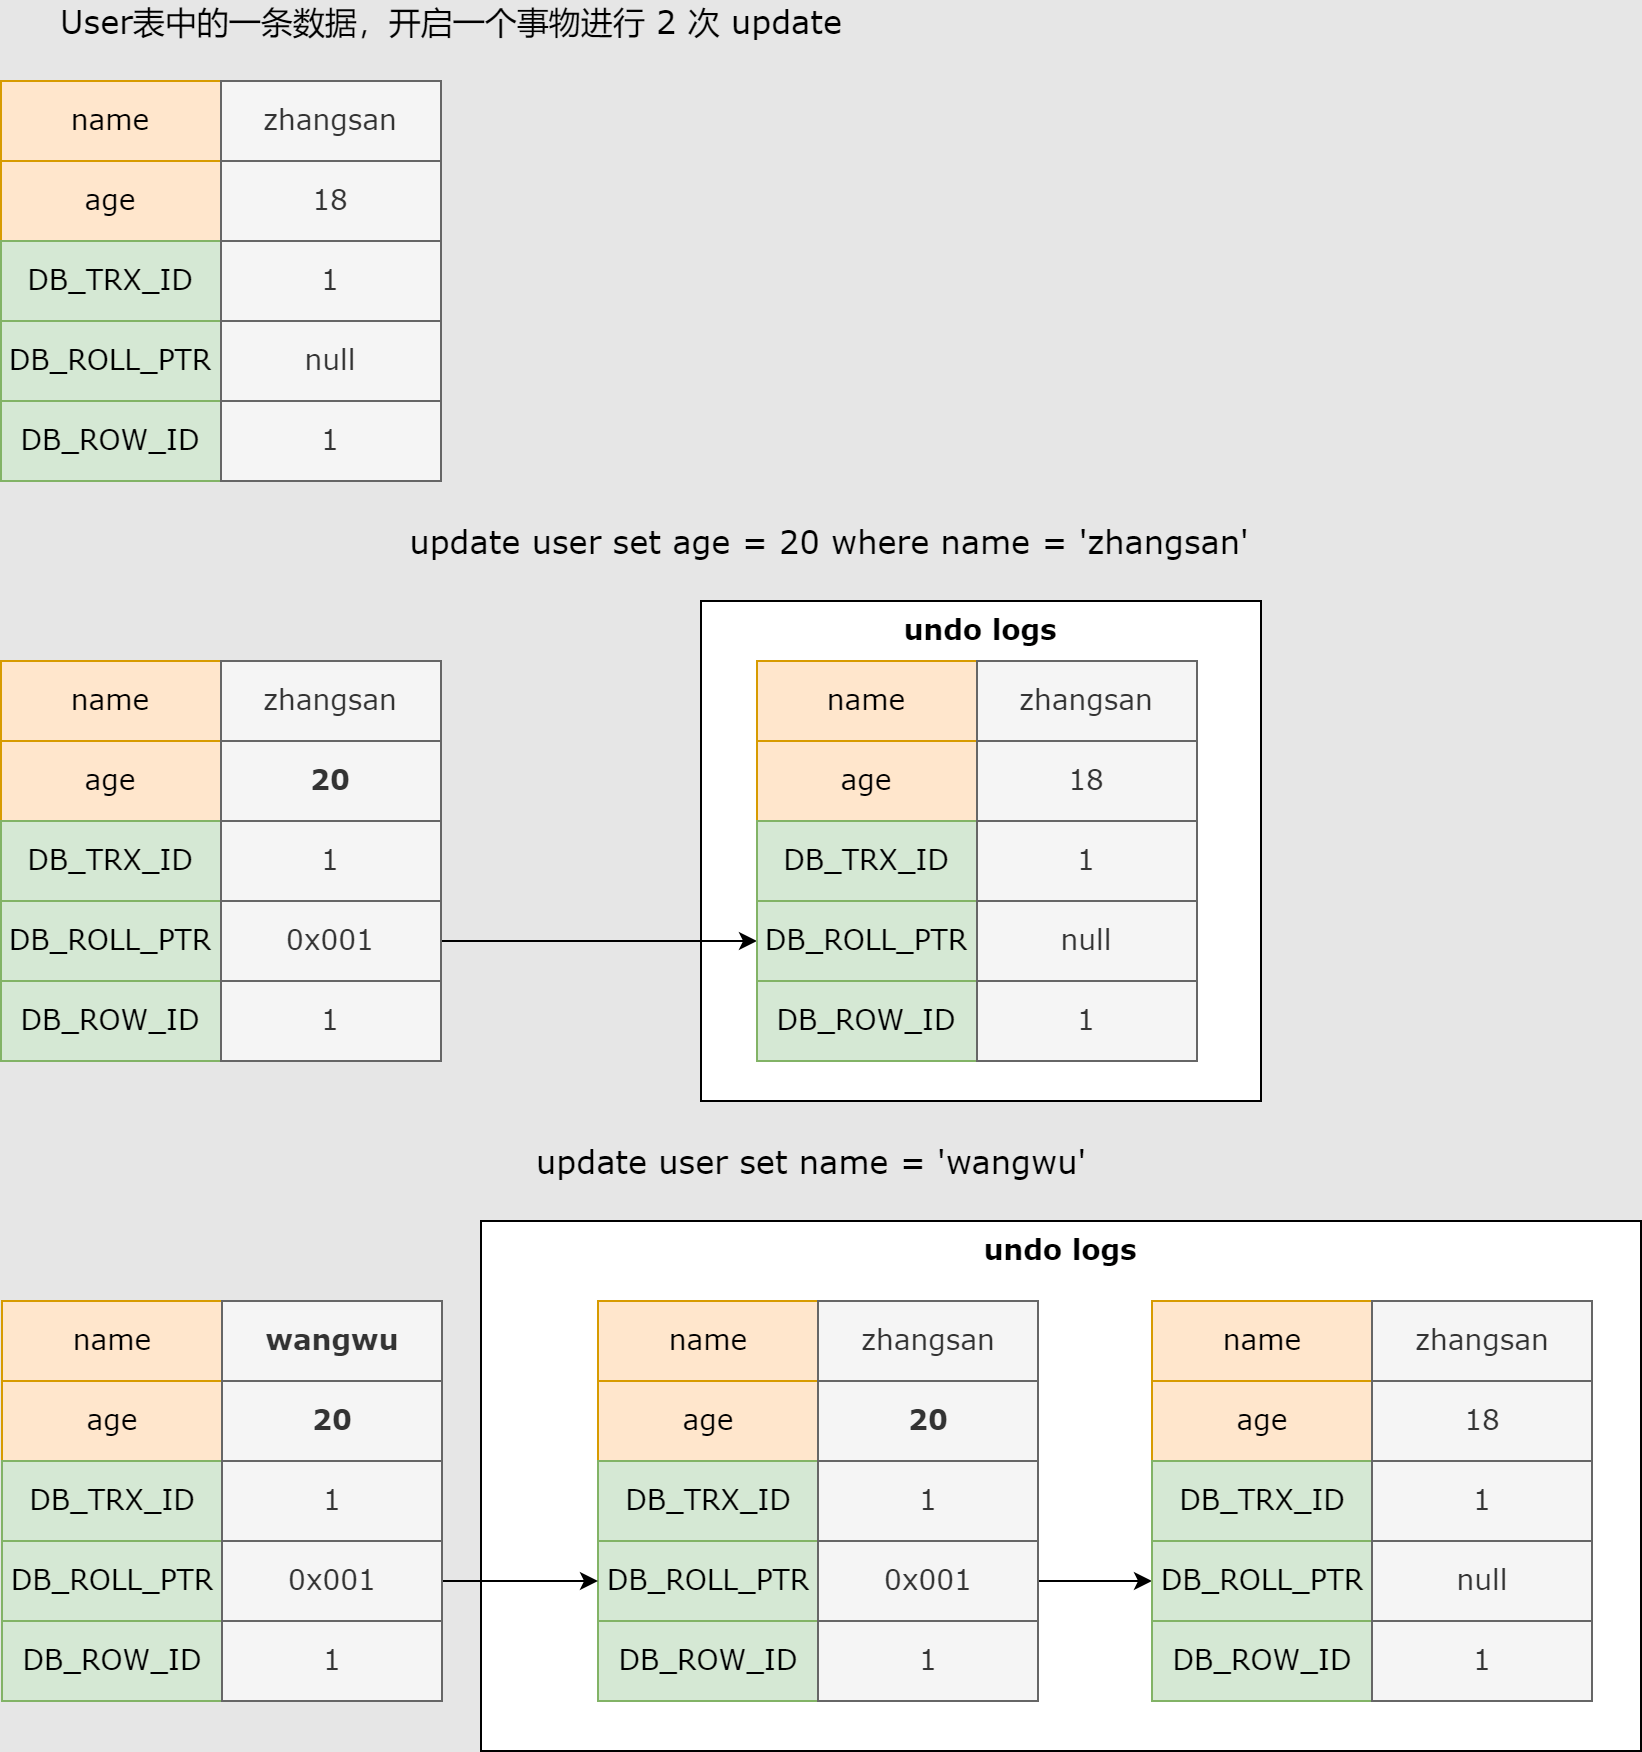 User表中的一条数据，开启一个事物进行 2 次 update
name zhangsan
age 18
DB_TRX_ID 1
DB_ROLL_PTR null
DB_ROW_ID 1
update user set age = 20 where name = 'zhangsan'
undo logs
name zhangsan name zhangsan
age 20 age 18
DB_TRX_ID 1 DB_TRX_ID 1
DB_ROLL_PTR 0x001 DB_ROLL_PTR null
DB_ROW_ID 1 DB_ROW_ID 1
update user set name = 'wangwu'
undo logs
name wangwu name zhangsan name zhangsan
age 20 age 20 age 18
DB_TRX_ID 1 DB_TRX_ID 1 DB_TRX_ID 1
DB_ROLL_PTR 0x001 DB_ROLL_PTR 0x001 DB_ROLL_PTR null
DB_ROW_ID 1 DB_ROW_ID 1 DB_ROW_ID 1